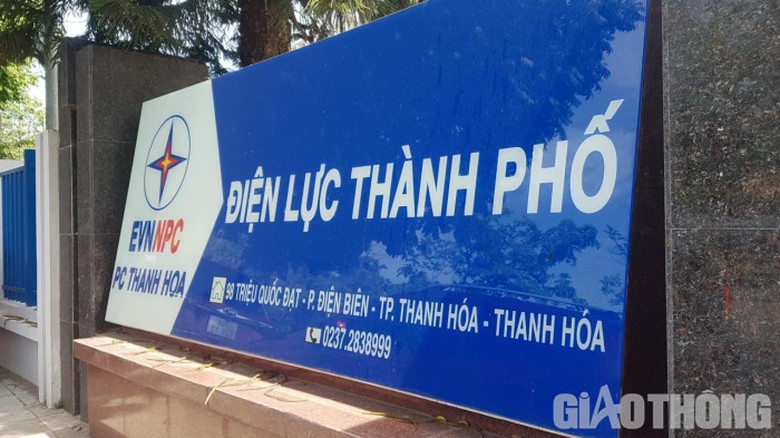 EVNNPC
PC THANH HOA
ĐIỆN LỰC THÀNH PHỐ
98 TRIỆU QUỐC ĐẠT - P. ĐIỆN BIÊN - TP. THANH HÓA - THANH HÓA
0237.2838999
GIAOTHONG